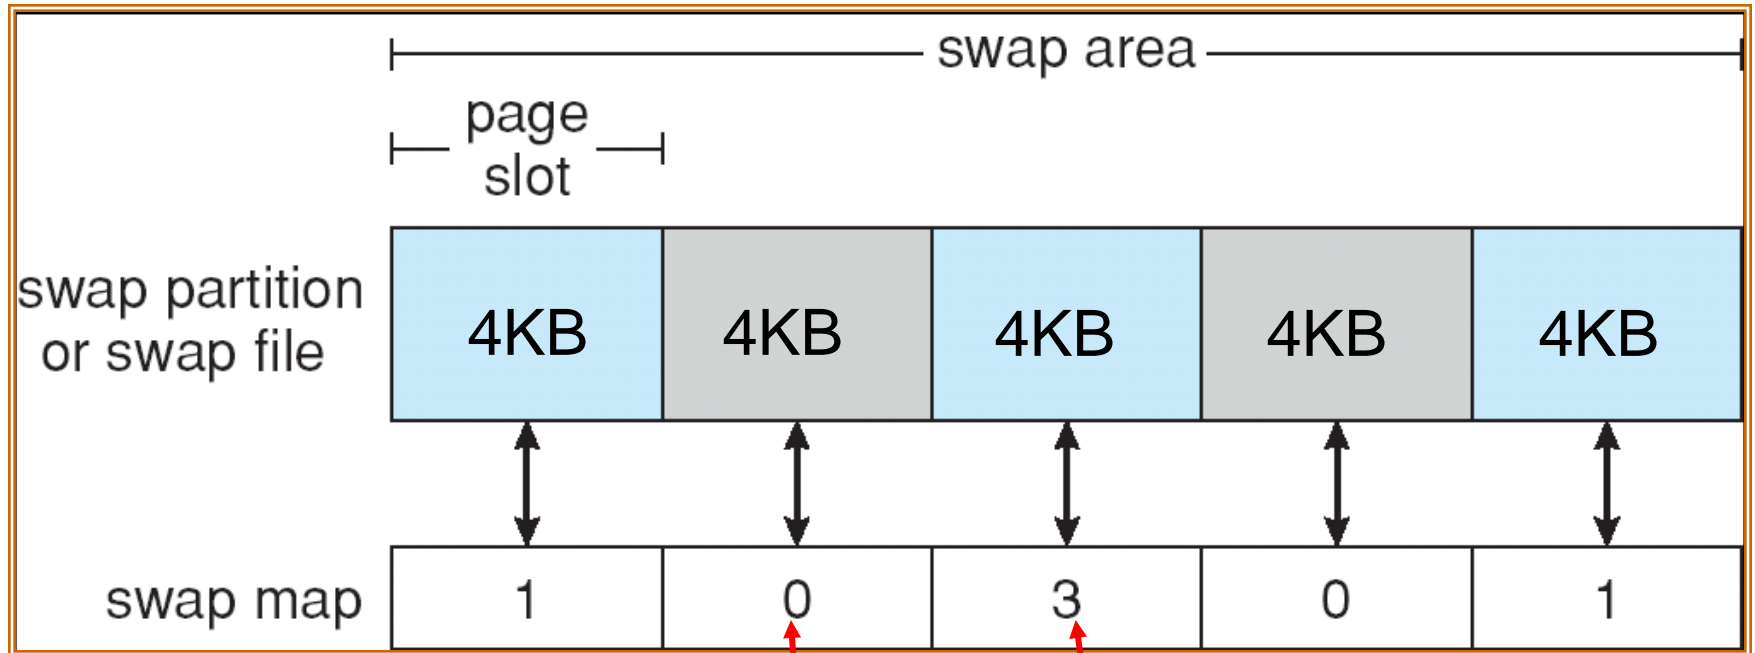 swap area
page
slot
swap partition
or swap file
4KB 4KB 4KB 4KB 4KB
swap map 1 0 3 0 1